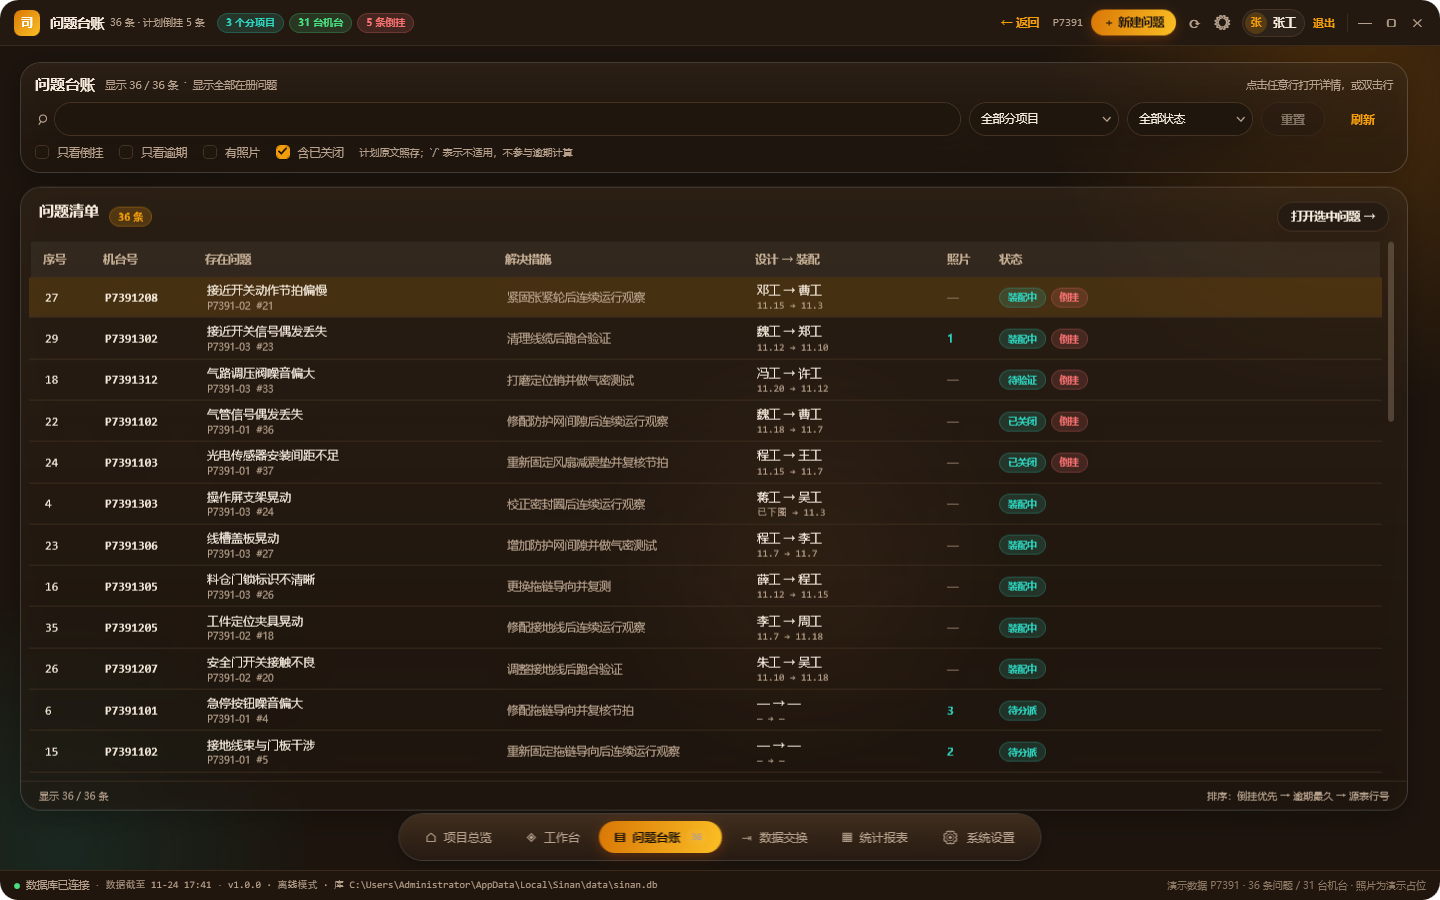 司 问题台账 36 条 · 计划倒挂 5 条 3 个分项目 31 台机台 5 条倒挂 ← 返回 P7391 + 新建问题 张 张工 退出
问题台账 显示 36 / 36 条 · 显示全部在册问题 点击任意行打开详情，或双击行
全部分项目 全部状态 重置 刷新
只看倒挂 只看逾期 有照片 含已关闭 计划原文照存；'/' 表示不适用，不参与逾期计算
问题清单 36 条 打开选中问题 →
序号 机台号 存在问题 解决措施 设计 → 装配 照片 状态
27 P7391208 接近开关动作节拍偏慢 紧固张紧轮后连续运行观察 邓工 → 曹工 — 装配中 倒挂
P7391-02 #21 11.15 → 11.3
29 P7391302 接近开关信号偶发丢失 清理线缆后跑合验证 魏工 → 郑工 1 装配中 倒挂
P7391-03 #23 11.12 → 11.10
18 P7391312 气路调压阀噪音偏大 打磨定位销并做气密测试 冯工 → 许工 — 待验证 倒挂
P7391-03 #33 11.20 → 11.12
22 P7391102 气管信号偶发丢失 修配防护网间隙后连续运行观察 魏工 → 曹工 — 已关闭 倒挂
P7391-01 #36 11.18 → 11.7
24 P7391103 光电传感器安装间距不足 重新固定风扇减震垫并复核节拍 程工 → 王工 — 已关闭 倒挂
P7391-01 #37 11.15 → 11.7
4 P7391303 操作屏支架晃动 校正密封圈后连续运行观察 蒋工 → 吴工 — 装配中
P7391-03 #24 已下图 → 11.3
23 P7391306 线槽盖板晃动 增加防护网间隙并做气密测试 程工 → 李工 — 装配中
P7391-03 #27 11.7 → 11.7
16 P7391305 料仓门锁标识不清晰 更换拖链导向并复测 薛工 → 程工 — 装配中
P7391-03 #26 11.12 → 11.15
35 P7391205 工件定位夹具晃动 修配接地线后连续运行观察 李工 → 周工 — 装配中
P7391-02 #18 11.7 → 11.18
26 P7391207 安全门开关接触不良 调整接地线后跑合验证 朱工 → 吴工 — 装配中
P7391-02 #20 11.10 → 11.18
6 P7391101 急停按钮噪音偏大 修配拖链导向并复核节拍 — → — 3 待分派
P7391-01 #4 — → —
15 P7391102 接地线束与门板干涉 重新固定拖链导向后连续运行观察 — → — 2 待分派
P7391-01 #5 — → —
显示 36 / 36 条 排序：倒挂优先 → 逾期最久 → 源表行号
项目总览 工作台 问题台账 36 数据交换 统计报表 系统设置
数据库已连接 · 数据截至 11-24 17:41 · v1.0.0 · 离线模式 · 库 C:\Users\Administrator\AppData\Local\Sinan\data\sinan.db 演示数据 P7391 · 36 条问题 / 31 台机台 · 照片为演示占位